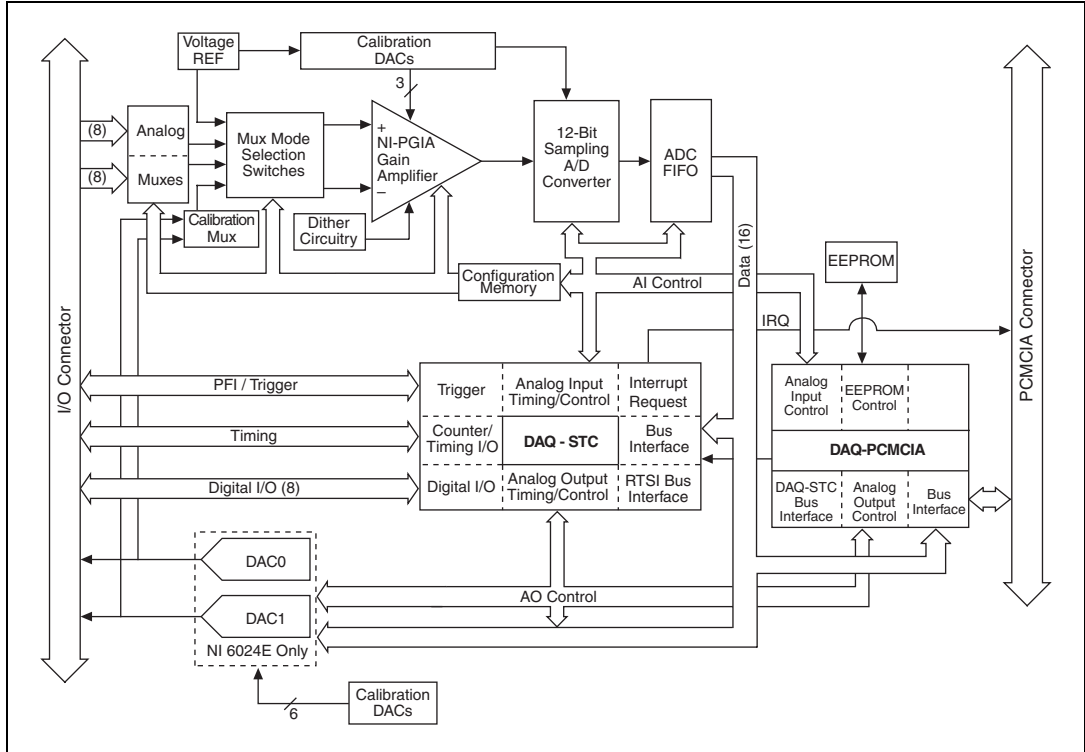 Voltage
REF
Calibration
DACs
3
(8)
(8)
Analog
Muxes
Mux Mode
Selection
Switches
+
NI-PGIA
Gain
Amplifier
–
12-Bit
Sampling
A/D
Converter
ADC
FIFO
Calibration
Mux
Dither
Circuitry
Configuration
Memory
AI Control
Data (16)
EEPROM
IRQ
I/O Connector
PCMCIA Connector
PFI / Trigger
Timing
Digital I/O (8)
Trigger
Analog Input
Timing/Control
Interrupt
Request
Counter/
Timing I/O
DAQ - STC
Bus
Interface
Digital I/O
Analog Output
Timing/Control
RTSI Bus
Interface
Analog
Input
Control
EEPROM
Control
DAQ-PCMCIA
DAQ-STC
Bus
Interface
Analog
Output
Control
Bus
Interface
DAC0
DAC1
NI 6024E Only
AO Control
6
Calibration
DACs